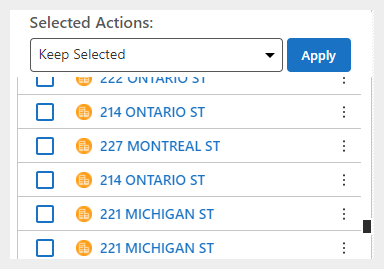 Selected Actions:
Keep Selected
Apply
222 ONTARIO ST
214 ONTARIO ST
227 MONTREAL ST
214 ONTARIO ST
221 MICHIGAN ST
221 MICHIGAN ST